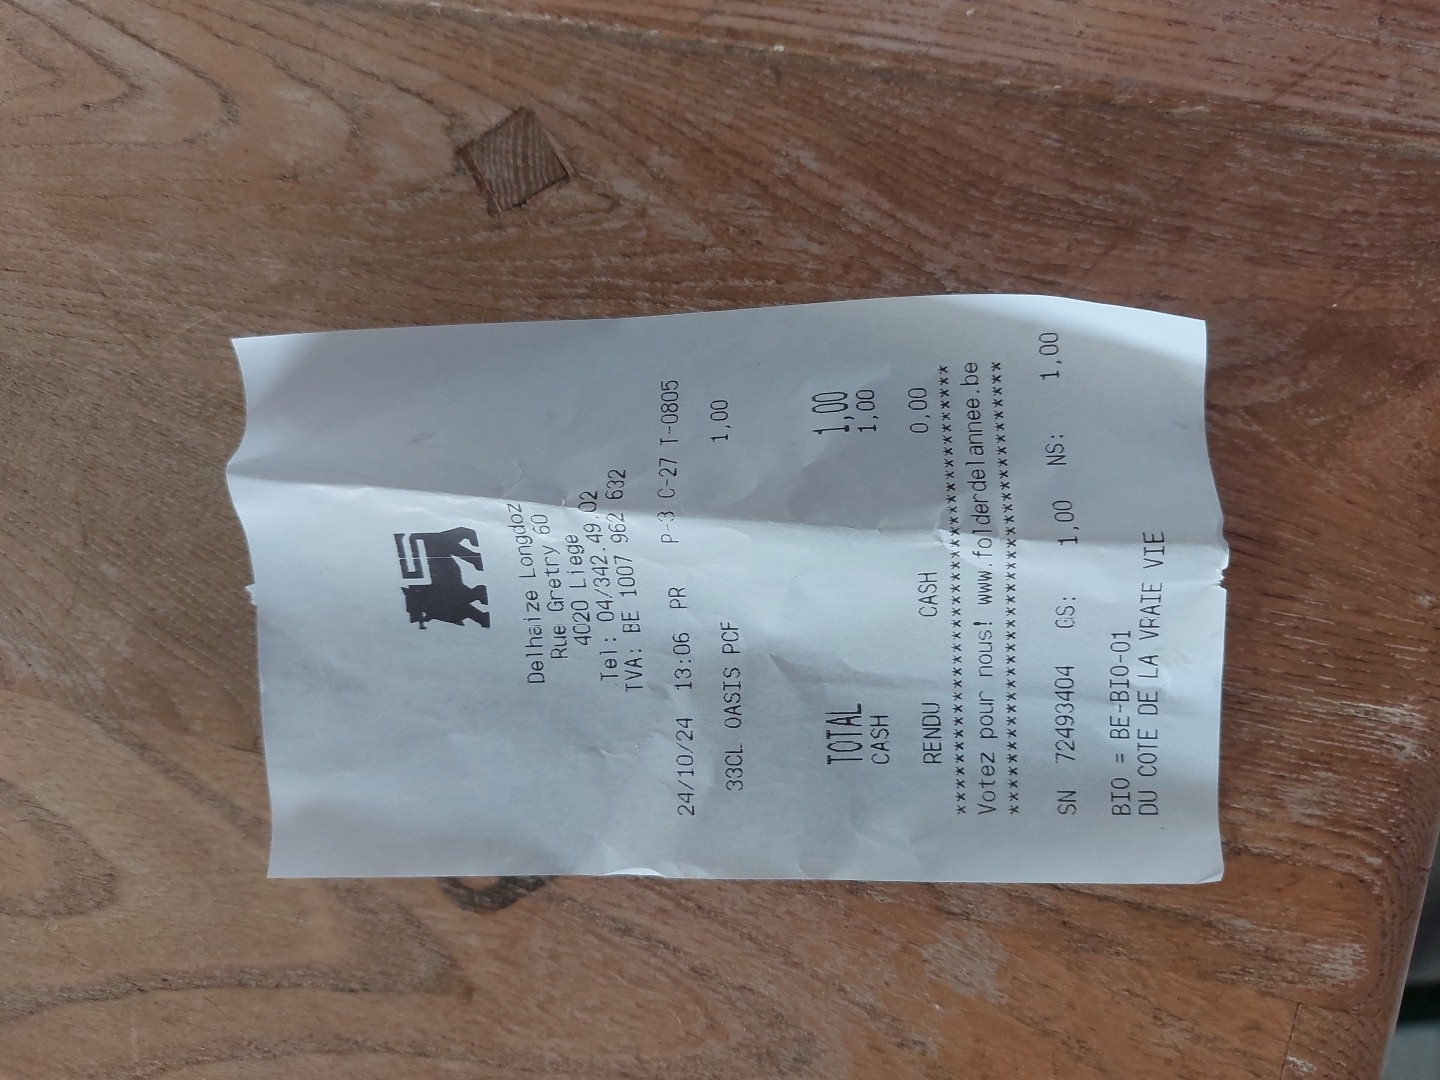 Delhaize Longdoz
Rue Gretry 60
4020 Liege
Tel: 04/342.49.02
TVA: BE 1007 962 632
24/10/24 13:06 PR P-3 C-27 T-0805
33CL OASIS PCF 1,00
TOTAL 1,00
CASH 1,00
RENDU CASH 0,00
************************************
Votez pour nous! www.folderdelannee.be
************************************
SN 72493404 GS: 1,00 NS: 1,00
BIO = BE-BIO-01
DU COTE DE LA VRAIE VIE